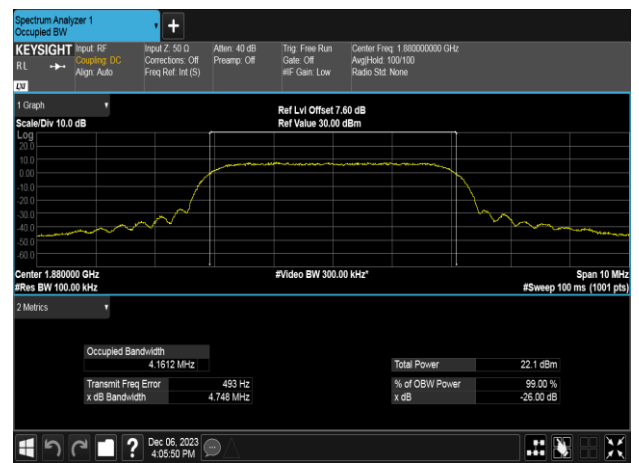 Spectrum Analyzer 1
Occupied BW
KEYSIGHT
RL
LXI
Input: RF
Coupling: DC
Align: Auto
Input Z: 50 Ω
Corrections: Off
Freq Ref: Int (S)
Atten: 40 dB
Preamp: Off
Trig: Free Run
Gate: Off
#IF Gain: Low
Center Freq: 1.880000000 GHz
Avg|Hold: 100/100
Radio Std: None
1 Graph
Scale/Div 10.0 dB
Ref Lvl Offset 7.60 dB
Ref Value 30.00 dBm
Log
20.0
10.0
0.00
-10.0
-20.0
-30.0
-40.0
-50.0
-60.0
Center 1.880000 GHz
#Video BW 300.00 kHz*
Span 10 MHz
#Res BW 100.00 kHz
#Sweep 100 ms (1001 pts)
2 Metrics
Occupied Bandwidth
4.1612 MHz
Total Power 22.1 dBm
Transmit Freq Error 493 Hz
% of OBW Power 99.00 %
x dB Bandwidth 4.748 MHz
x dB -26.00 dB
?
Dec 06, 2023
4:05:50 PM